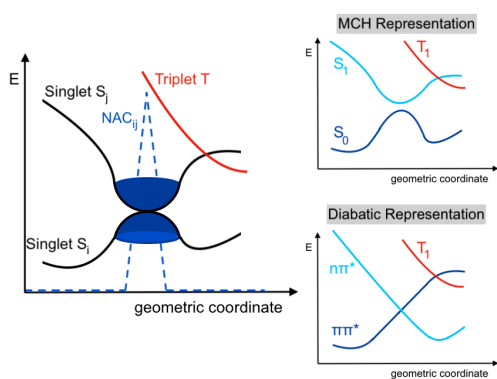 E
Singlet Sj
Triplet T
NACij
Singlet Si
geometric coordinate
MCH Representation
E
T1
S1
S0
geometric coordinate
Diabatic Representation
E
T1
nπ*
ππ*
geometric coordinate